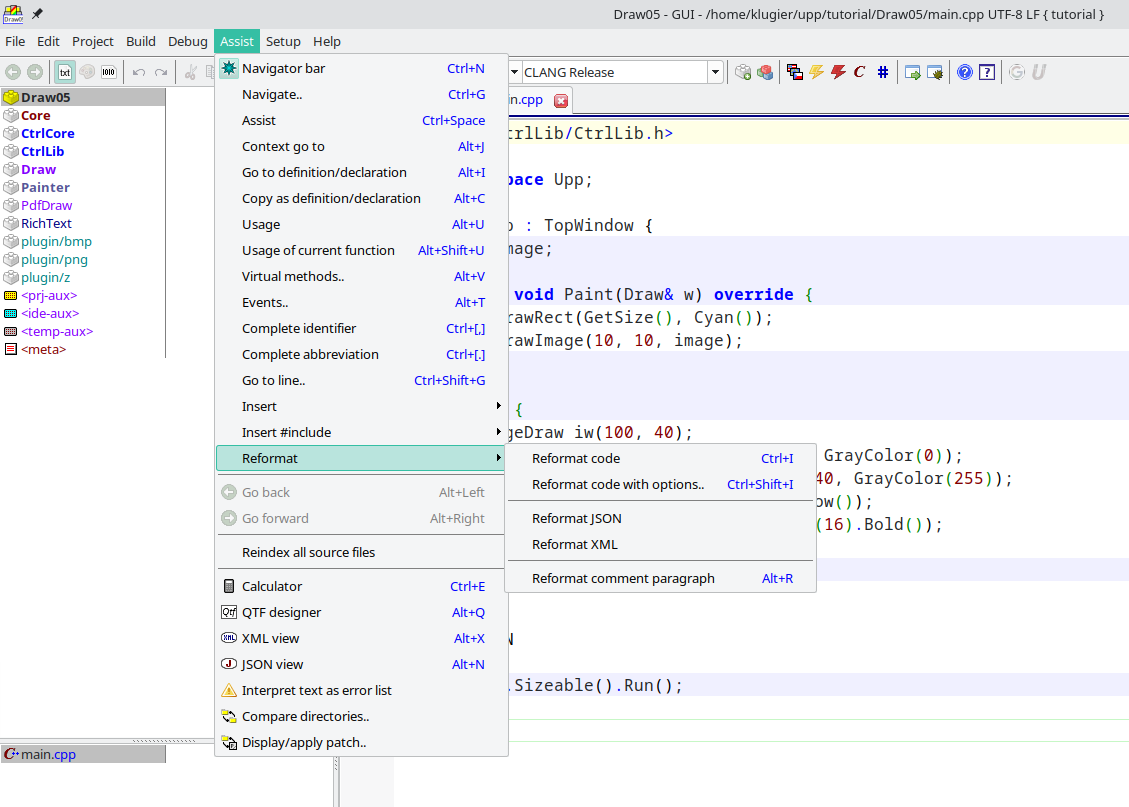 Draw05 - GUI - /home/klugier/upp/tutorial/Draw05/main.cpp UTF-8 LF { tutorial }
File Edit Project Build Debug Assist Setup Help
CLANG Release
Draw05
Core
CtrlCore
CtrlLib
Draw
Painter
PdfDraw
RichText
plugin/bmp
plugin/png
plugin/z
<prj-aux>
<ide-aux>
<temp-aux>
<meta>
main.cpp
Navigator bar Ctrl+N
Navigate.. Ctrl+G
Assist Ctrl+Space
Context go to Alt+J
Go to definition/declaration Alt+I
Copy as definition/declaration Alt+C
Usage Alt+U
Usage of current function Alt+Shift+U
Virtual methods.. Alt+V
Events.. Alt+T
Complete identifier Ctrl+[,]
Complete abbreviation Ctrl+[.]
Go to line.. Ctrl+Shift+G
Insert
Insert #include
Reformat
Go back Alt+Left
Go forward Alt+Right
Reindex all source files
Calculator Ctrl+E
QTF designer Alt+Q
XML view Alt+X
JSON view Alt+N
Interpret text as error list
Compare directories..
Display/apply patch..
Reformat code Ctrl+I
Reformat code with options.. Ctrl+Shift+I
Reformat JSON
Reformat XML
Reformat comment paragraph Alt+R
n.cpp
trlLib/CtrlLib.h>
pace Upp;
: TopWindow {
mage;
void Paint(Draw& w) override {
rawRect(GetSize(), Cyan());
rawImage(10, 10, image);
{
geDraw iw(100, 40);
GrayColor(0));
40, GrayColor(255));
ow());
(16).Bold());
N
.Sizeable().Run();